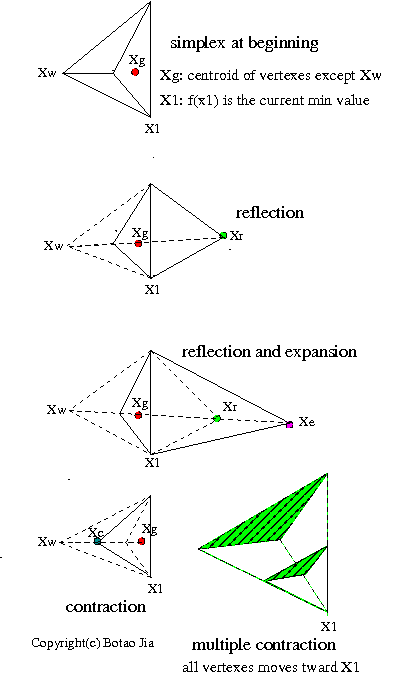 simplex at beginning
Xw
Xg
Xg: centroid of vertexes except Xw
X1: f(x1) is the current min value
X1
reflection
Xg
Xr
Xw
X1
reflection and expansion
Xg
Xr
Xw
Xe
X1
Xc
Xg
Xw
X1
contraction
X1
Copyright(c) Botao Jia
multiple contraction
all vertexes moves tward X1